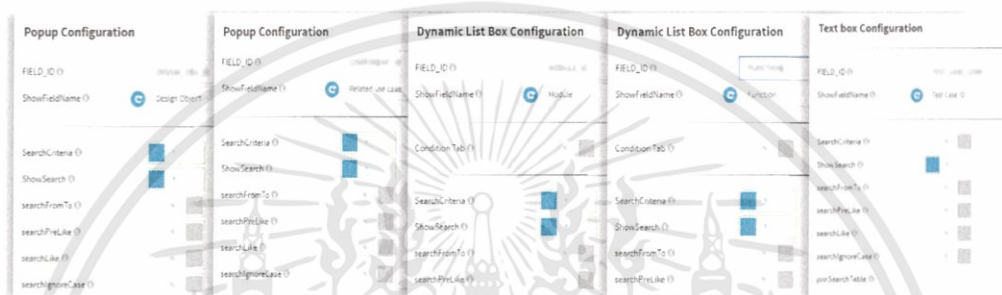 Popup Configuration
FIELD_ID
ShowFieldName Design Object
SearchCriteria
ShowSearch
searchFromTo
searchPreLike
searchLike
searchIgnoreCase
Popup Configuration
FIELD_ID
ShowFieldName Related Use Case
SearchCriteria
ShowSearch
searchFromTo
searchPreLike
searchLike
searchIgnoreCase
Dynamic List Box Configuration
FIELD_ID
ShowFieldName Module
Condition Tab
SearchCriteria
ShowSearch
searchFromTo
searchPreLike
Dynamic List Box Configuration
FIELD_ID
ShowFieldName Function
Condition Tab
SearchCriteria
ShowSearch
searchFromTo
searchPreLike
Text box Configuration
FIELD_ID
ShowFieldName Test Case ID
SearchCriteria
ShowSearch
searchFromTo
searchPreLike
searchLike
searchIgnoreCase